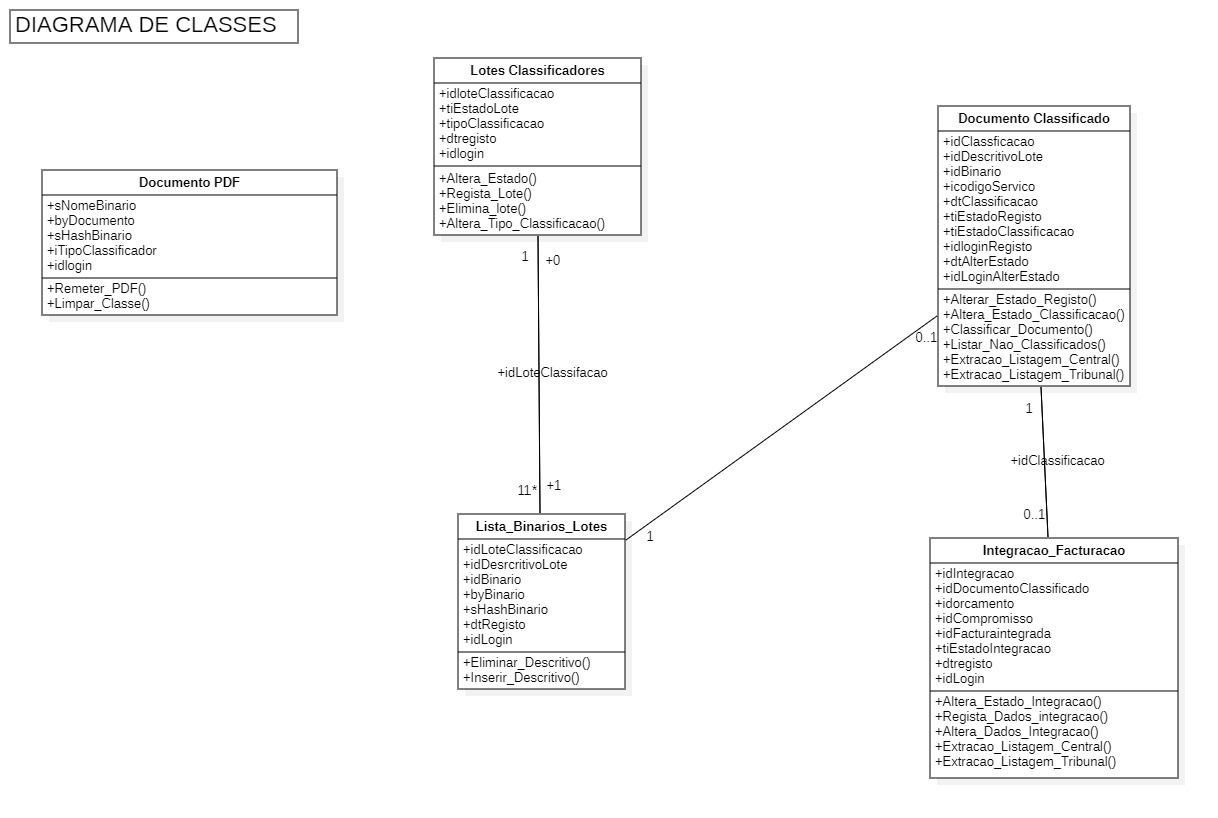 DIAGRAMA DE CLASSES
Documento PDF
+sNomeBinario
+byDocumento
+sHashBinario
+iTipoClassificador
+idlogin
+Remeter_PDF()
+Limpar_Classe()
Lotes Classificadores
+idloteClassificacao
+tiEstadoLote
+tipoClassificacao
+dtregisto
+idlogin
+Altera_Estado()
+Regista_Lote()
+Elimina_lote()
+Altera_Tipo_Classificacao()
1
+0
+idLoteClassifacao
11*
+1
Lista_Binarios_Lotes
+idLoteClassificacao
+idDesrcritivoLote
+idBinario
+byBinario
+sHashBinario
+dtRegisto
+idLogin
+Eliminar_Descritivo()
+Inserir_Descritivo()
1
0..1
Documento Classificado
+idClassficacao
+idDescritivoLote
+idBinario
+icodigoServico
+dtClassificacao
+tiEstadoRegisto
+tiEstadoClassificacao
+idloginRegisto
+dtAlterEstado
+idLoginAlterEstado
+Alterar_Estado_Registo()
+Altera_Estado_Classificacao()
+Classificar_Documento()
+Listar_Nao_Classificados()
+Extracao_Listagem_Central()
+Extracao_Listagem_Tribunal()
1
+idClassificacao
0..1
Integracao_Facturacao
+idIntegracao
+idDocumentoClassificado
+idorcamento
+idCompromisso
+idFacturaintegrada
+tiEstadoIntegracao
+dtregisto
+idLogin
+Altera_Estado_Integracao()
+Regista_Dados_integracao()
+Altera_Dados_Integracao()
+Extracao_Listagem_Central()
+Extracao_Listagem_Tribunal()